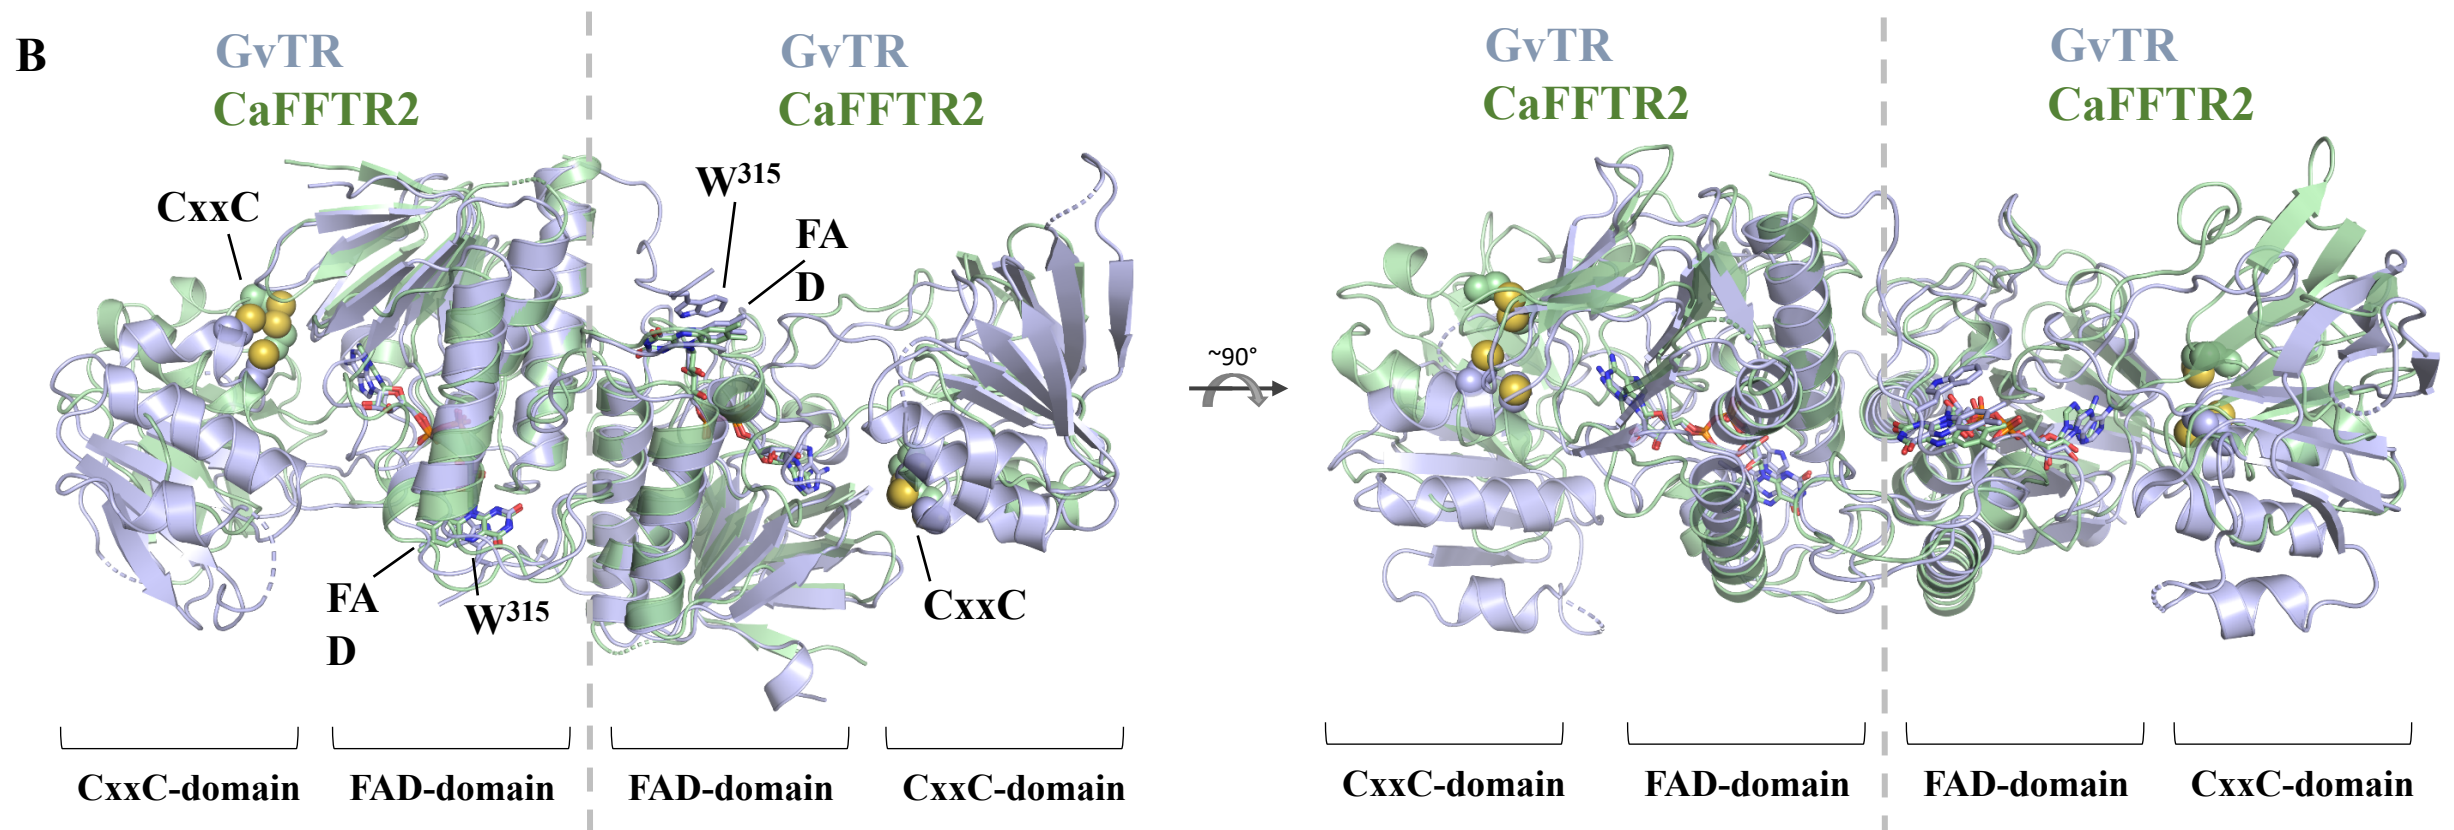 B
GvTR
CaFFTR2
GvTR
CaFFTR2
CxxC
W315
FA
D
FA
D
W315
CxxC
CxxC-domain
FAD-domain
FAD-domain
CxxC-domain
~90°
GvTR
CaFFTR2
GvTR
CaFFTR2
CxxC-domain
FAD-domain
FAD-domain
CxxC-domain